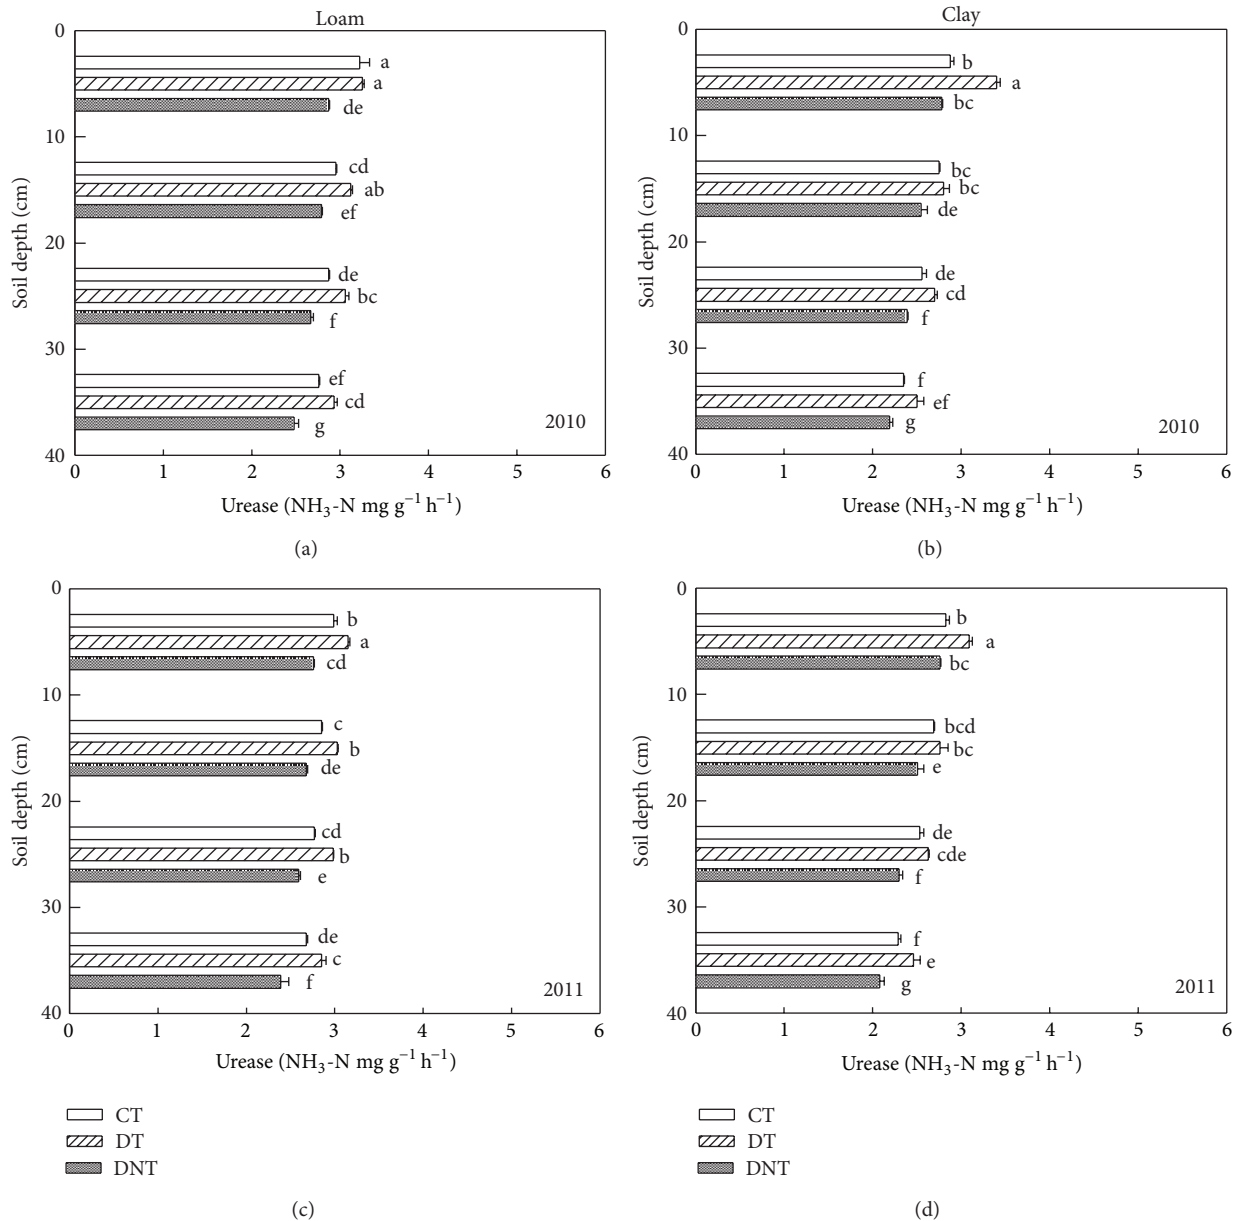 Loam
0
10
20
30
40
Soil depth (cm)
a
a
de
cd
ab
ef
de
bc
f
ef
cd
g
2010
0 1 2 3 4 5 6
Urease (NH₃-N mg g⁻¹ h⁻¹)
(a)
Clay
0
10
20
30
40
Soil depth (cm)
b
a
bc
bc
bc
de
de
cd
f
f
ef
g
2010
0 1 2 3 4 5 6
Urease (NH₃-N mg g⁻¹ h⁻¹)
(b)
0
10
20
30
40
Soil depth (cm)
b
a
cd
c
b
de
cd
b
e
de
c
f
2011
0 1 2 3 4 5 6
Urease (NH₃-N mg g⁻¹ h⁻¹)
CT
DT
DNT
(c)
0
10
20
30
40
Soil depth (cm)
b
a
bc
bcd
bc
e
de
cde
f
f
e
g
2011
0 1 2 3 4 5 6
Urease (NH₃-N mg g⁻¹ h⁻¹)
CT
DT
DNT
(d)